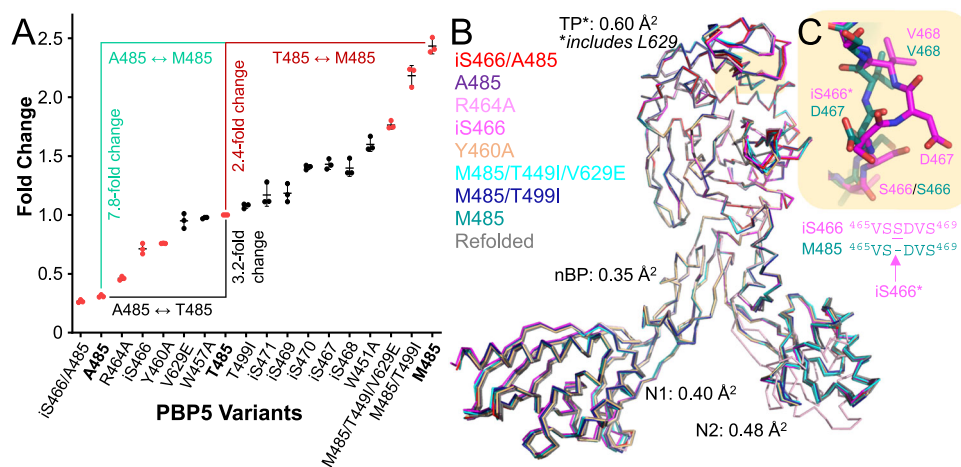 A
Fold Change
2.5
2.0
1.5
1.0
0.5
0.0
A485 ↔ M485
T485 ↔ M485
7.8-fold change
2.4-fold change
3.2-fold
change
A485 ↔ T485
iS466/A485
A485
R464A
iS466
Y460A
V629E
W457A
T485
T499I
iS471
iS469
iS470
iS467
iS468
W451A
M485/T449I/V629E
M485/T499I
M485
PBP5 Variants
B
iS466/A485
A485
R464A
iS466
Y460A
M485/T449I/V629E
M485/T499I
M485
Refolded
TP*: 0.60 Å²
*includes L629
nBP: 0.35 Å²
N1: 0.40 Å²
N2: 0.48 Å²
C
V468
V468
iS466*
D467
D467
S466/S466
iS466 ⁴⁶⁵VSSDVS⁴⁶⁹
M485 ⁴⁶⁵VS-DVS⁴⁶⁹
iS466*